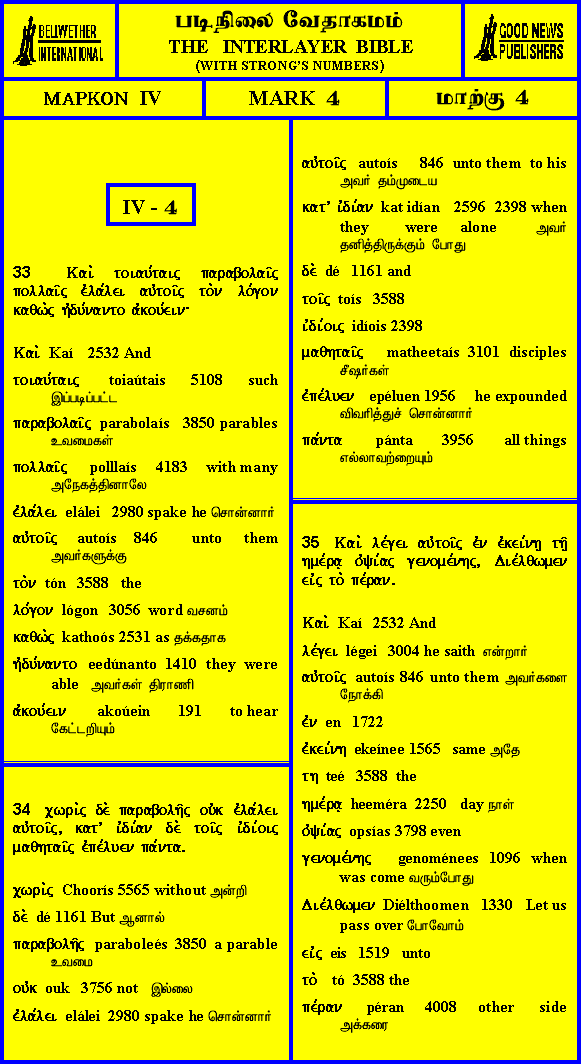 BELLWETHER
INTERNATIONAL
படிநிலை வேதாகமம்
THE INTERLAYER BIBLE
(WITH STRONG'S NUMBERS)
GOOD NEWS
PUBLISHERS
ΜΑΡΚΟΝ IV
MARK 4
மாற்கு 4
IV - 4
33 Καὶ τοιαύταις παραβολαῖς
πολλαῖς ἐλάλει αὐτοῖς τὸν λόγον
καθὼς ἠδύναντο ἀκούειν·
Καὶ Kaí 2532 And
τοιαύταις toiaútais 5108 such
இப்படிப்பட்ட
παραβολαῖς parabolaís 3850 parables
உவமைகள்
πολλαῖς polllaís 4183 with many
அநேகத்தினாலே
ἐλάλει elálei 2980 spake he சொன்னார்
αὐτοῖς autoís 846 unto them
அவர்களுக்கு
τὸν tón 3588 the
λόγον lógon 3056 word வசனம்
καθὼς kathoós 2531 as தக்கதாக
ἠδύναντο eedúnanto 1410 they were
able அவர்கள் திராணி
ἀκούειν akoúein 191 to hear
கேட்டறியும்
34 χωρὶς δὲ παραβολῆς οὐκ ἐλάλει
αὐτοῖς, κατ' ἰδίαν δὲ τοῖς ἰδίοις
μαθηταῖς ἐπέλυεν πάντα.
χωρὶς Choorís 5565 without அன்றி
δὲ dé 1161 But ஆனால்
παραβολῆς paraboleés 3850 a parable
உவமை
οὐκ ouk 3756 not இல்லை
ἐλάλει elálei 2980 spake he சொன்னார்
αὐτοῖς autoís 846 unto them to his
அவர் தம்முடைய
κατ' ἰδίαν kat idían 2596 2398 when
they were alone அவர்
தனித்திருக்கும் போது
δὲ dé 1161 and
τοῖς toís 3588
ἰδίοις idíois 2398
μαθηταῖς matheetaís 3101 disciples
சீஷர்கள்
ἐπέλυεν epéluen 1956 he expounded
விவரித்துச் சொன்னார்
πάντα pánta 3956 all things
எல்லாவற்றையும்
35 Καὶ λέγει αὐτοῖς ἐν ἐκείνῃ τῇ
ημέρᾳ ὀψίας γενομένης, Διέλθωμεν
εἰς τὸ πέραν.
Καὶ Kaí 2532 And
λέγει légei 3004 he saith என்றார்
αὐτοῖς autoís 846 unto them அவர்களை
நோக்கி
ἐν en 1722
ἐκείνη ekeínee 1565 same அதே
τη teé 3588 the
ημέρᾳ heeméra 2250 day நாள்
ὀψίας opsías 3798 even
γενομένης genoménees 1096 when
was come வரும்போது
Διέλθωμεν Diélthoomen 1330 Let us
pass over போவோம்
εἰς eis 1519 unto
τὸ tó 3588 the
πέραν péran 4008 other side
அக்கரை